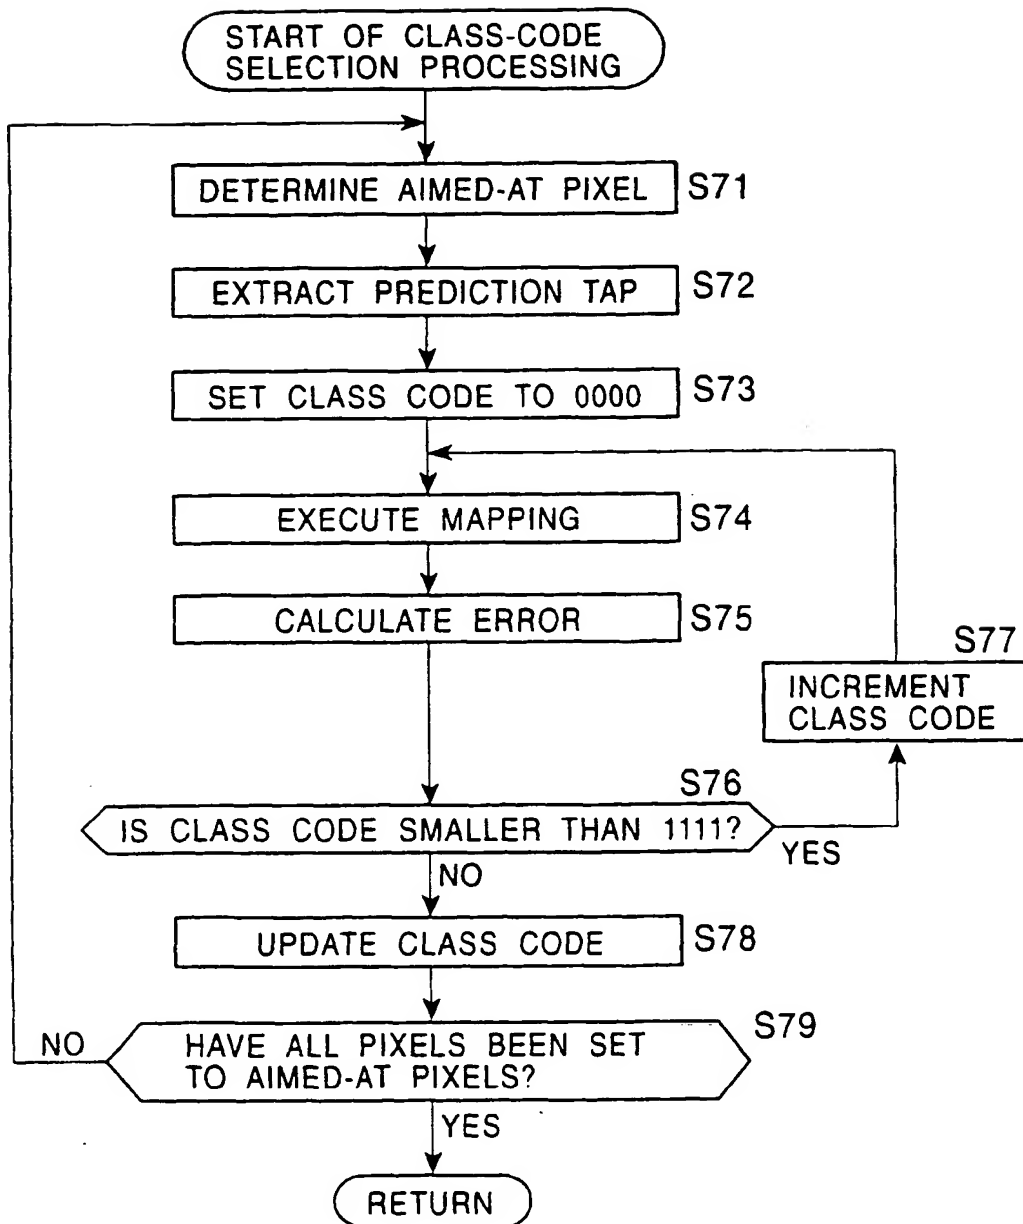 START OF CLASS-CODE
SELECTION PROCESSING
DETERMINE AIMED-AT PIXEL
S71
EXTRACT PREDICTION TAP
S72
SET CLASS CODE TO 0000
S73
EXECUTE MAPPING
S74
CALCULATE ERROR
S75
S77
INCREMENT
CLASS CODE
S76
IS CLASS CODE SMALLER THAN 1111?
YES
NO
UPDATE CLASS CODE
S78
S79
NO
HAVE ALL PIXELS BEEN SET
TO AIMED-AT PIXELS?
YES
RETURN